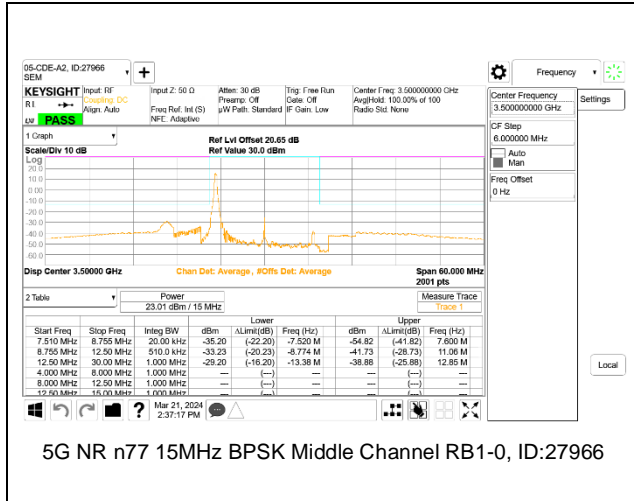 05-CDE-A2, ID:27966
SEM
Frequency
KEYSIGHT
Input: RF
Coupling: DC
Align: Auto
Input Z: 50 Ω
Freq Ref: Int (S)
NFE: Adaptive
Atten: 30 dB
Preamp: Off
µW Path: Standard
Trig: Free Run
Gate: Off
IF Gain: Low
Center Freq: 3.500000000 GHz
Avg|Hold: 100.00% of 100
Radio Std: None
PASS
Center Frequency
3.500000000 GHz
Settings
CF Step
6.000000 MHz
Auto
Man
Freq Offset
0 Hz
1 Graph
Scale/Div 10 dB
Ref Lvl Offset 20.65 dB
Ref Value 30.0 dBm
Log
20.0
10.0
0.00
-10.0
-20.0
-30.0
-40.0
-50.0
-60.0
Disp Center 3.50000 GHz
Chan Det: Average , #Offs Det: Average
Span 60.000 MHz
2001 pts
2 Table
Power
23.01 dBm / 15 MHz
Measure Trace
Trace 1
Lower Upper
Start Freq Stop Freq Integ BW dBm ΔLimit(dB) Freq (Hz) dBm ΔLimit(dB) Freq (Hz)
7.510 MHz 8.755 MHz 20.00 kHz -35.20 (-22.20) -7.520 M -54.82 (-41.82) 7.600 M
8.755 MHz 12.50 MHz 510.0 kHz -33.23 (-20.23) -8.774 M -41.73 (-28.73) 11.06 M
12.50 MHz 30.00 MHz 1.000 MHz -29.20 (-16.20) -13.38 M -38.88 (-25.88) 12.85 M
4.000 MHz 8.000 MHz 1.000 MHz --- (---) --- --- (---) ---
8.000 MHz 12.50 MHz 1.000 MHz --- (---) --- --- (---) ---
12.50 MHz 15.00 MHz 1.000 MHz --- (---) --- --- (---) ---
Local
?
Mar 21, 2024
2:37:17 PM
5G NR n77 15MHz BPSK Middle Channel RB1-0, ID:27966